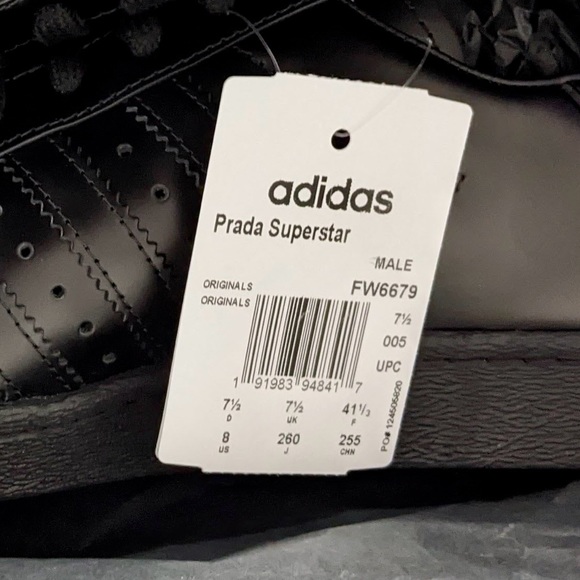 adidas
Prada Superstar
MALE
ORIGINALS FW6679
ORIGINALS
7½
005
UPC
1 91983 94841 7
7½ 7½ 41⅓
D UK F
8 260 255
US J CHN
PO# 124505820